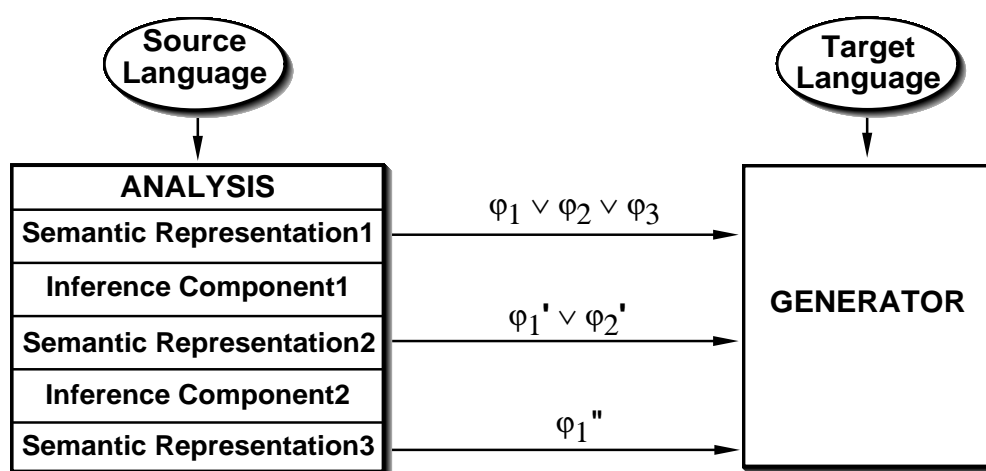 Source
Language
Target
Language
ANALYSIS
Semantic Representation1
φ₁ ∨ φ₂ ∨ φ₃
Inference Component1
GENERATOR
Semantic Representation2
φ₁' ∨ φ₂'
Inference Component2
Semantic Representation3
φ₁"